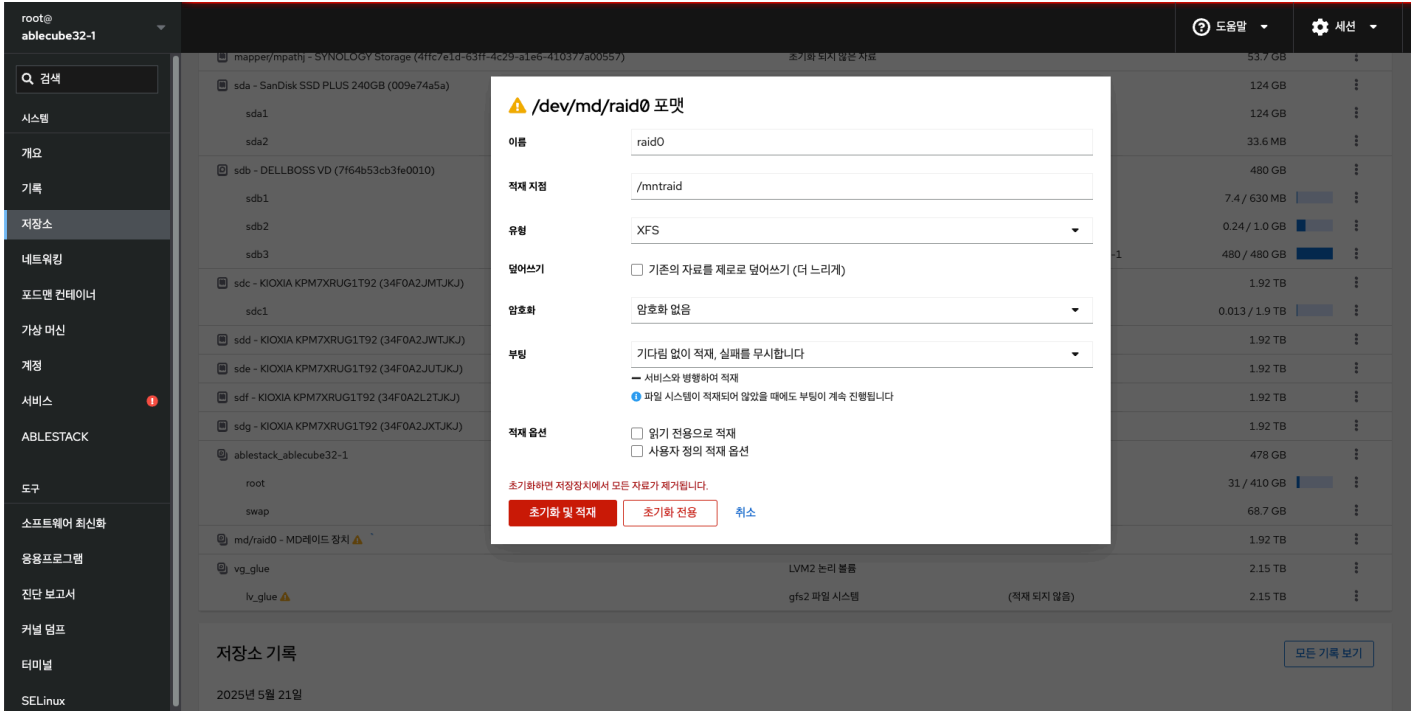 root@
ablecube32-1
도움말
세션
검색
시스템
개요
기록
저장소
네트워킹
포드맨 컨테이너
가상 머신
계정
서비스
ABLESTACK
도구
소프트웨어 최신화
응용프로그램
진단 보고서
커널 덤프
터미널
SELinux
mapper/mpathj - SYNOLOGY Storage (4ffc7e1d-63ff-4c29-a1e6-410377a00557) 초기화 되지 않은 자료 53.7 GB
sda - SanDisk SSD PLUS 240GB (009e74a5a) 124 GB
sda1 124 GB
sda2 33.6 MB
sdb - DELLBOSS VD (7f64b53cb3fe0010) 480 GB
sdb1 7.4 / 630 MB
sdb2 0.24 / 1.0 GB
sdb3 -1 480 / 480 GB
sdc - KIOXIA KPM7XRUG1T92 (34F0A2JMTJKJ) 1.92 TB
sdc1 0.013 / 1.9 TB
sdd - KIOXIA KPM7XRUG1T92 (34F0A2JWTJKJ) 1.92 TB
sde - KIOXIA KPM7XRUG1T92 (34F0A2JUTJKJ) 1.92 TB
sdf - KIOXIA KPM7XRUG1T92 (34F0A2L2TJKJ) 1.92 TB
sdg - KIOXIA KPM7XRUG1T92 (34F0A2JXTJKJ) 1.92 TB
ablestack_ablecube32-1 478 GB
root 31 / 410 GB
swap 68.7 GB
md/raid0 - MD레이드 장치 1.92 TB
vg_glue LVM2 논리 볼륨 2.15 TB
lv_glue gfs2 파일 시스템 (적재 되지 않음) 2.15 TB
/dev/md/raid0 포맷
이름 raid0
적재 지점 /mntraid
유형 XFS
덮어쓰기 기존의 자료를 제로로 덮어쓰기 (더 느리게)
암호화 암호화 없음
부팅 기다림 없이 적재, 실패를 무시합니다
서비스와 병행하여 적재
파일 시스템이 적재되어 않았을 때에도 부팅이 계속 진행됩니다
적재 옵션 읽기 전용으로 적재
사용자 정의 적재 옵션
초기화하면 저장장치에서 모든 자료가 제거됩니다.
초기화 및 적재 초기화 전용 취소
저장소 기록 모든 기록 보기
2025년 5월 21일